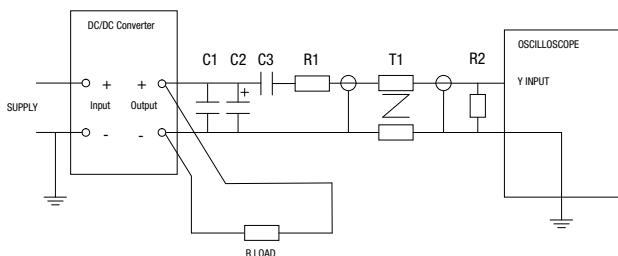 DC/DC Converter
C1 C2 C3 R1 T1 R2
OSCILLOSCOPE
+ +
+
Y INPUT
SUPPLY
Input Output
- -
R LOAD